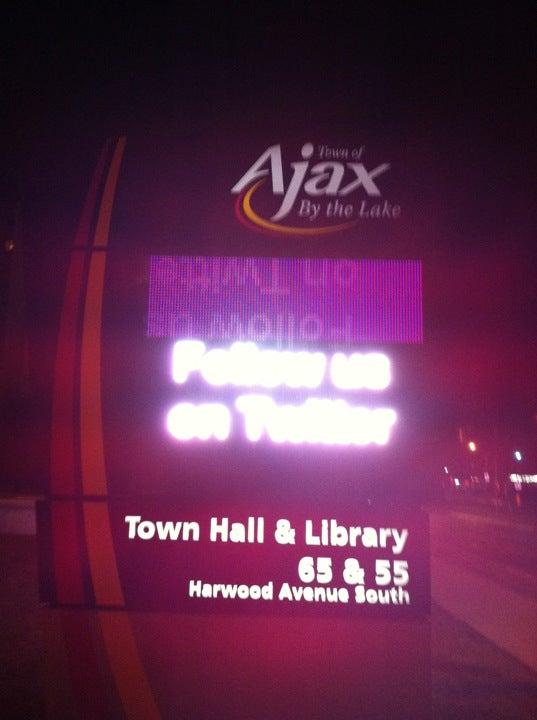 Town of
Ajax
By the Lake
Follow us
on Twitter
Town Hall & Library
65 & 55
Harwood Avenue South